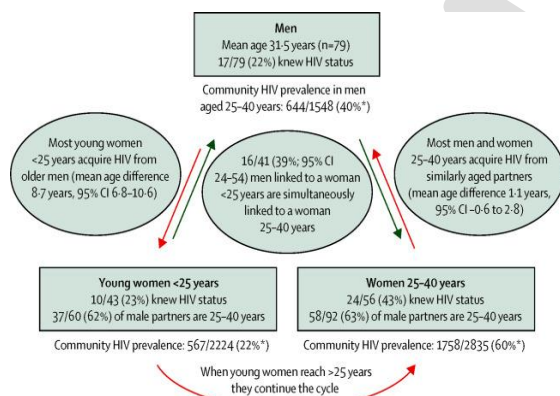 Men
Mean age 31·5 years (n=79)
17/79 (22%) knew HIV status
Community HIV prevalence in men
aged 25–40 years: 644/1548 (40%*)
Most young women
<25 years acquire HIV from
older men (mean age difference
8·7 years, 95% CI 6·8–10·6)
16/41 (39%; 95% CI
24–54) men linked to a woman
<25 years are simultaneously
linked to a woman
25–40 years
Most men and women
25–40 years acquire HIV from
similarly aged partners
(mean age difference 1·1 years,
95% CI –0·6 to 2·8)
Young women <25 years
10/43 (23%) knew HIV status
37/60 (62%) of male partners are 25–40 years
Community HIV prevalence: 567/2224 (22%*)
Women 25–40 years
24/56 (43%) knew HIV status
58/92 (63%) of male partners are 25–40 years
Community HIV prevalence: 1758/2835 (60%*)
When young women reach >25 years
they continue the cycle